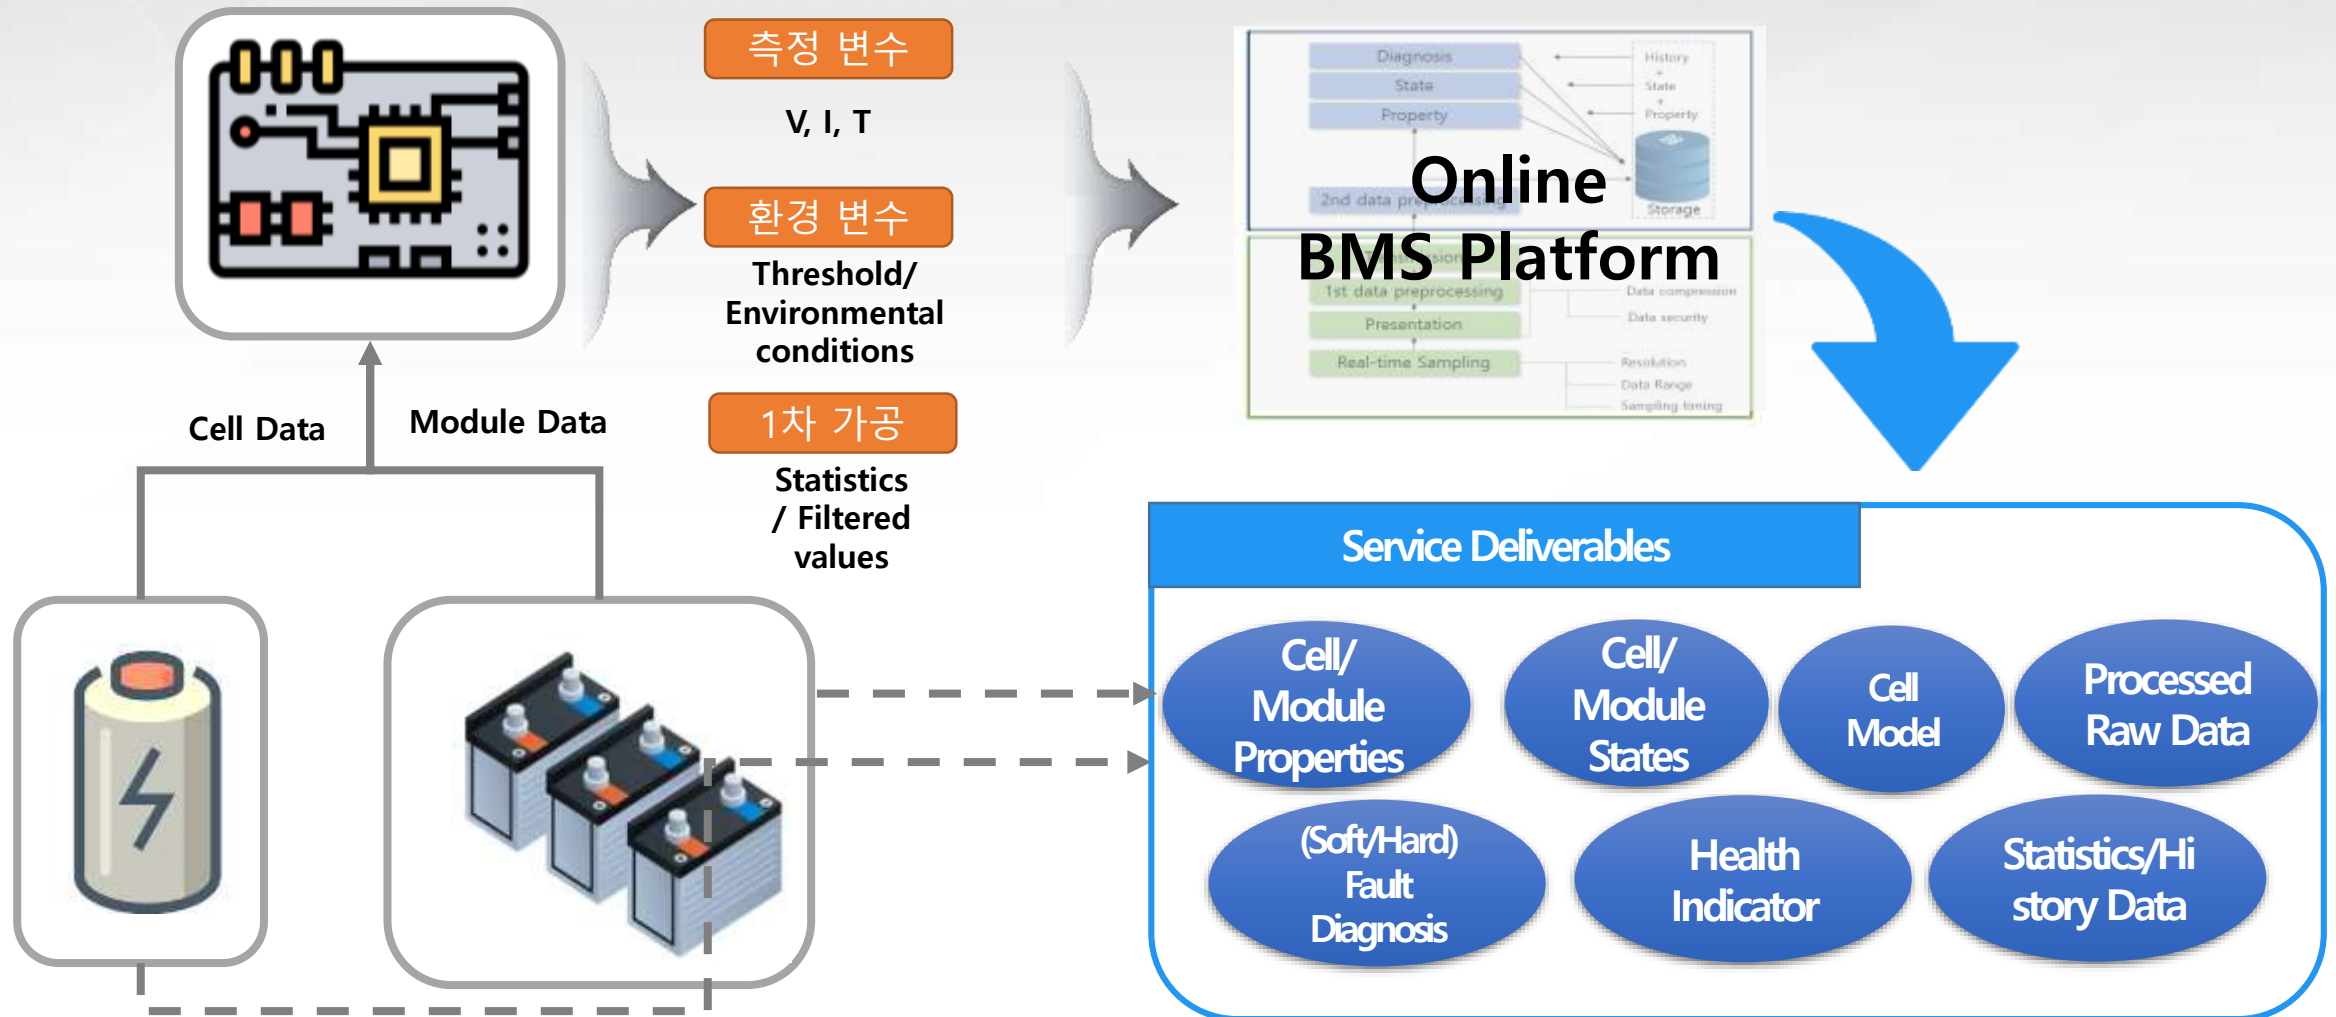 측정 변수
V, I, T
환경 변수
Threshold/
Environmental
conditions
1차 가공
Statistics
/ Filtered
values
Cell Data
Module Data
Diagnosis
State
Property
2nd data preprocessing
History
+
State
+
Property
Storage
Online
BMS Platform
1st data preprocessing
Presentation
Real-time Sampling
Data compression
Data security
Resolution
Data Range
Sampling timing
Service Deliverables
Cell/
Module
Properties
Cell/
Module
States
Cell
Model
Processed
Raw Data
(Soft/Hard)
Fault
Diagnosis
Health
Indicator
Statistics/Hi
story Data